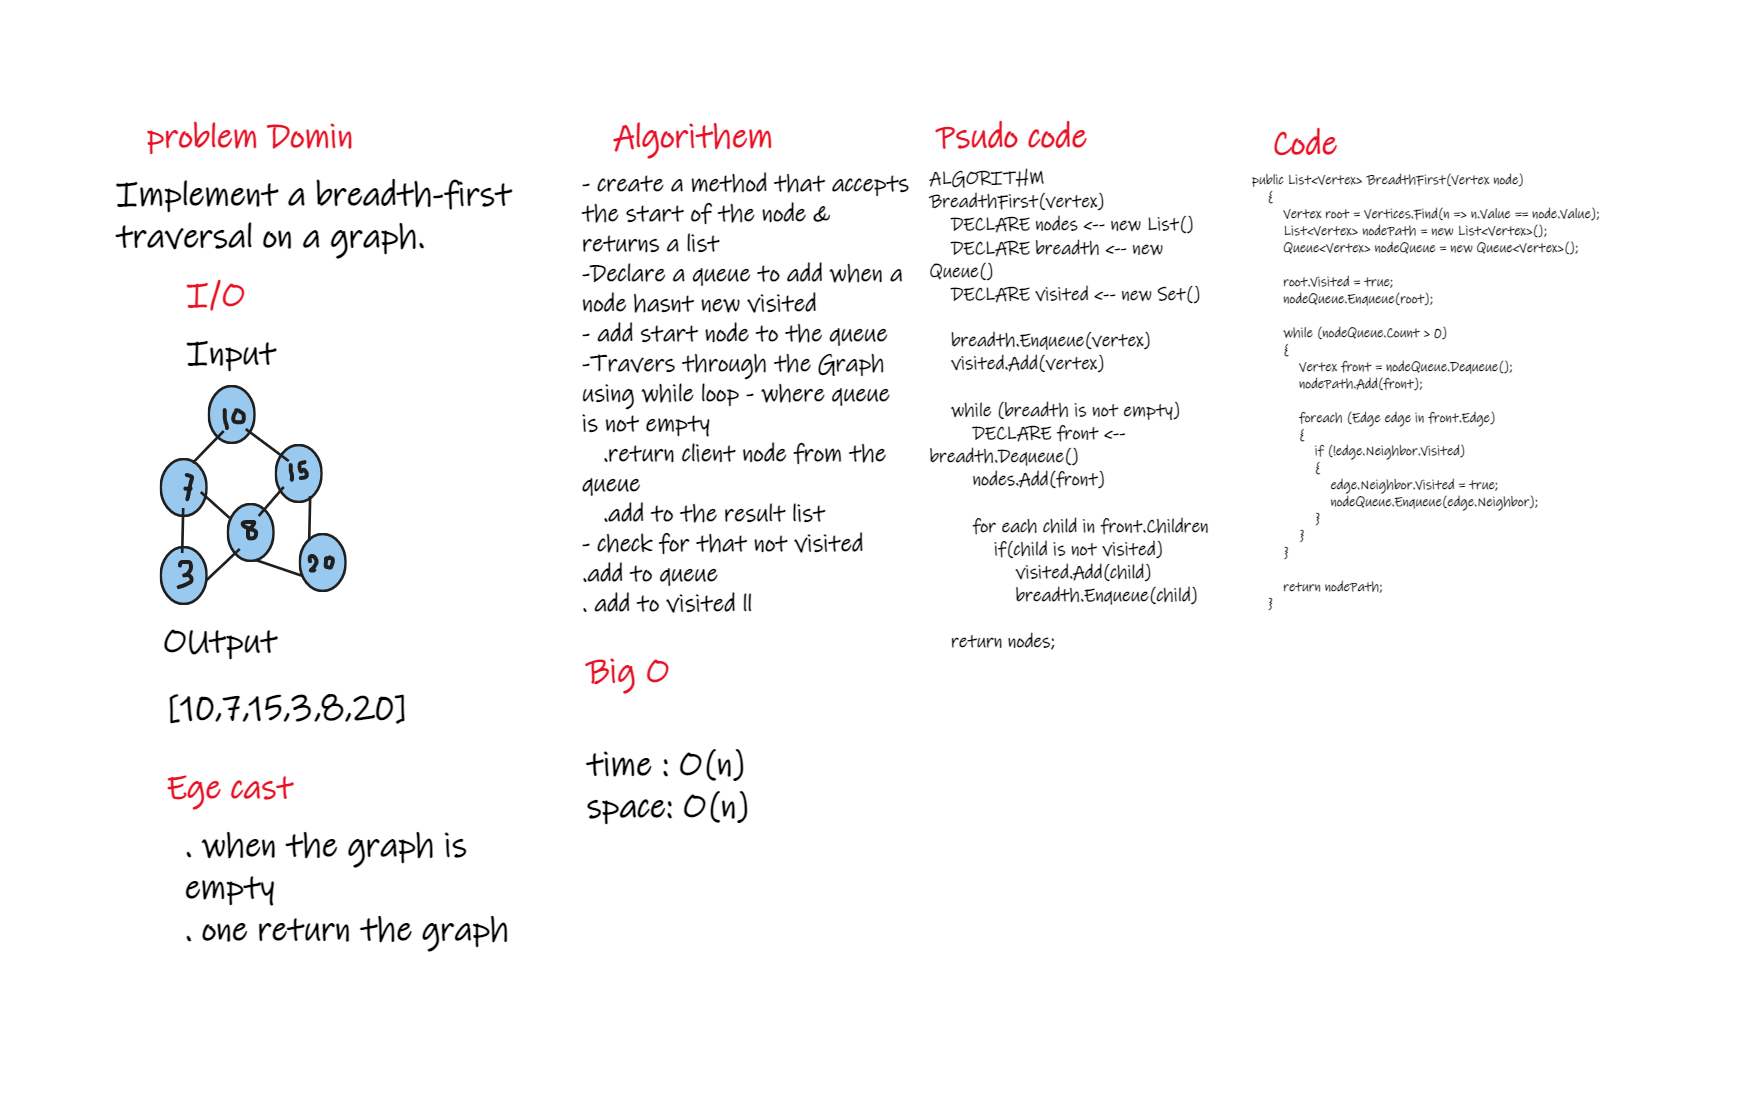 problem Domin
Implement a breadth-first
traversal on a graph.
I/O
Input
10
15
7
8
20
3
OUtput
[10,7,15,3,8,20]
Ege cast
. when the graph is
empty
. one return the graph
Algorithem
- create a method that accepts
the start of the node &
returns a list
-Declare a queue to add when a
node hasnt new visited
- add start node to the queue
-Travers through the Graph
using while loop - where queue
is not empty
.return client node from the
queue
.add to the result list
- check for that not visited
.add to queue
. add to visited ll
Big O
time : O(n)
space: O(n)
Psudo code
ALGORITHM
BreadthFirst(vertex)
DECLARE nodes <-- new List()
DECLARE breadth <-- new
Queue()
DECLARE visited <-- new Set()
breadth.Enqueue(vertex)
visited.Add(vertex)
while (breadth is not empty)
DECLARE front <--
breadth.Dequeue()
nodes.Add(front)
for each child in front.Children
if(child is not visited)
visited.Add(child)
breadth.Enqueue(child)
return nodes;
Code
public List<Vertex> BreadthFirst(Vertex node)
{
Vertex root = Vertices.Find(n => n.Value == node.Value);
List<Vertex> nodePath = new List<Vertex>();
Queue<Vertex> nodeQueue = new Queue<Vertex>();
root.Visited = true;
nodeQueue.Enqueue(root);
while (nodeQueue.Count > 0)
{
Vertex front = nodeQueue.Dequeue();
nodePath.Add(front);
foreach (Edge edge in front.Edge)
{
if (!edge.Neighbor.Visited)
{
edge.Neighbor.Visited = true;
nodeQueue.Enqueue(edge.Neighbor);
}
}
}
return nodePath;
}